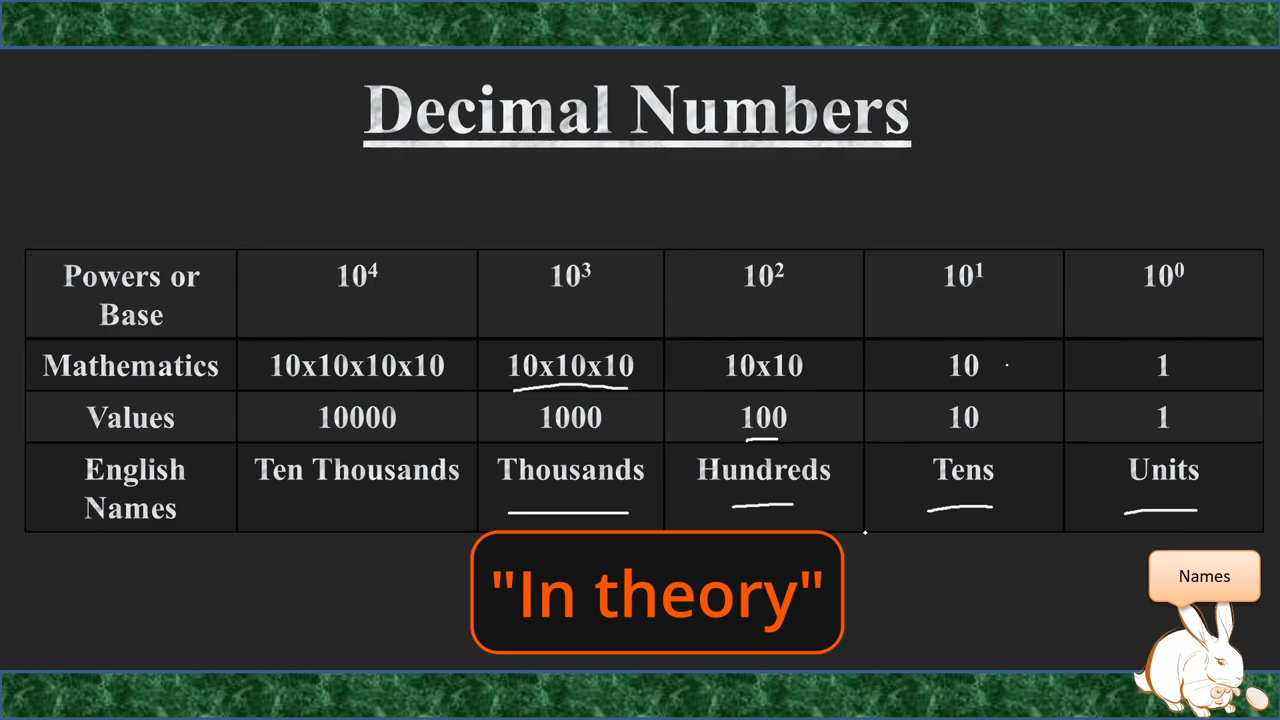 Decimal Numbers
Powers or Base 10⁴ 10³ 10² 10¹ 10⁰
Mathematics 10x10x10x10 10x10x10 10x10 10 1
Values 10000 1000 100 10 1
English Names Ten Thousands Thousands Hundreds Tens Units
"In theory"
Names